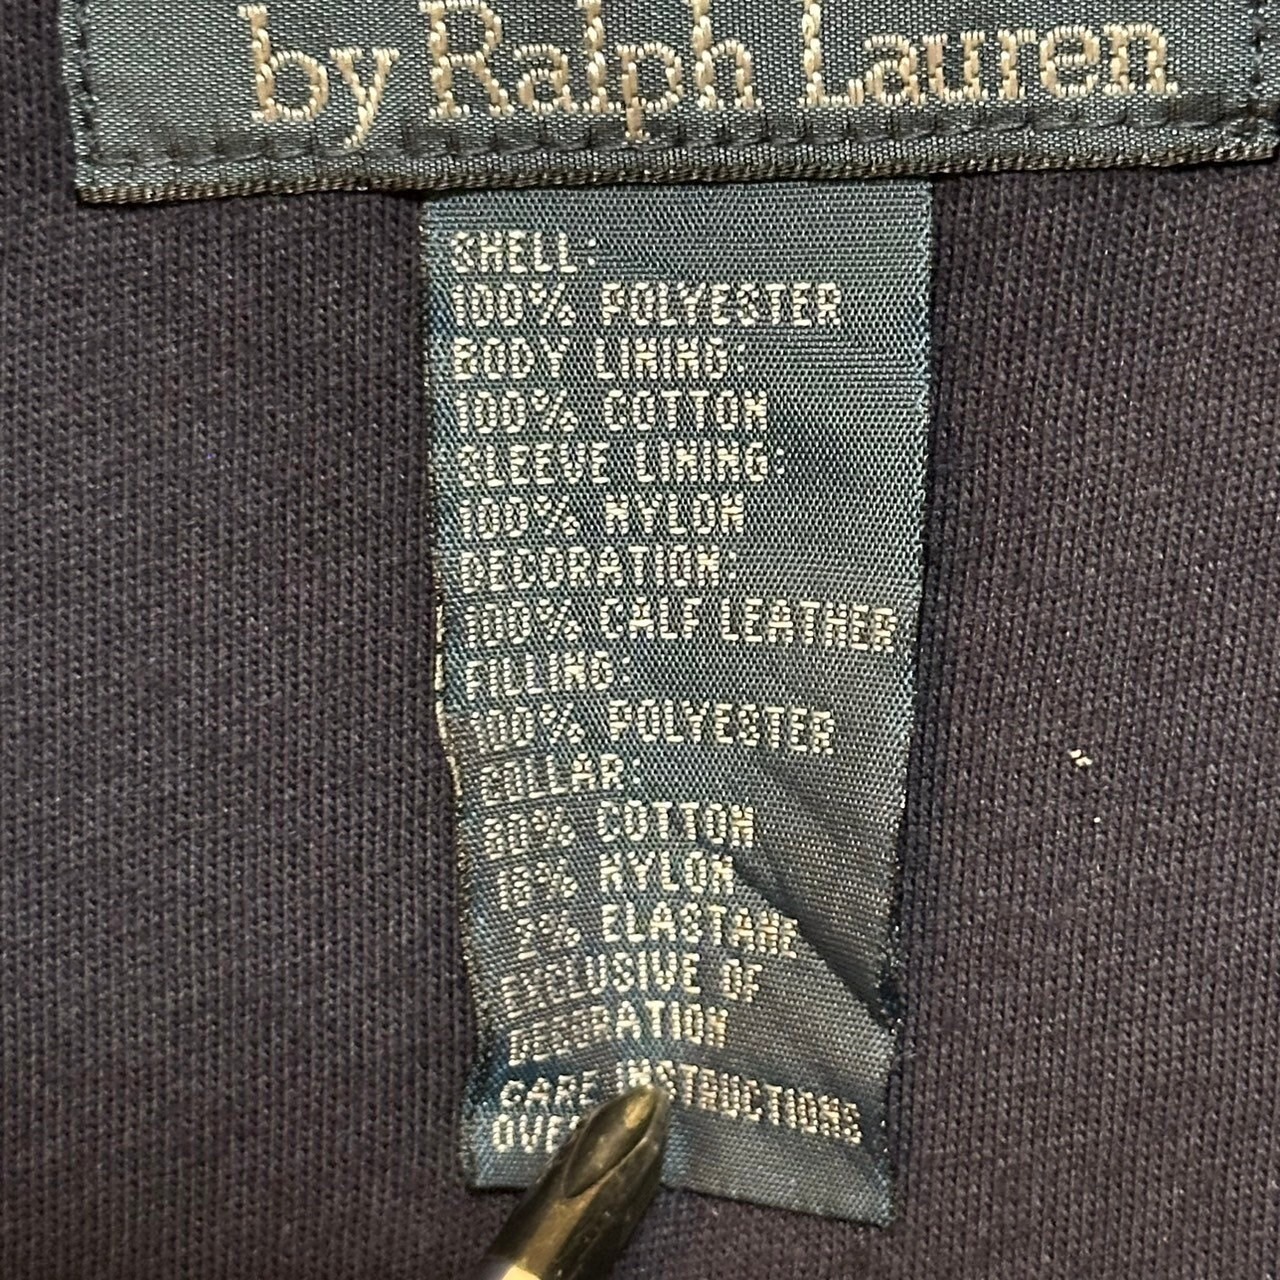 by Ralph Lauren
SHELL:
100% POLYESTER
BODY LINING:
100% COTTON
SLEEVE LINING:
100% NYLON
DECORATION:
100% CALF LEATHER
FILLING:
100% POLYESTER
COLLAR:
80% COTTON
18% NYLON
2% ELASTANE
EXCLUSIVE OF
DECORATION
CARE INSTRUCTIONS
OVER